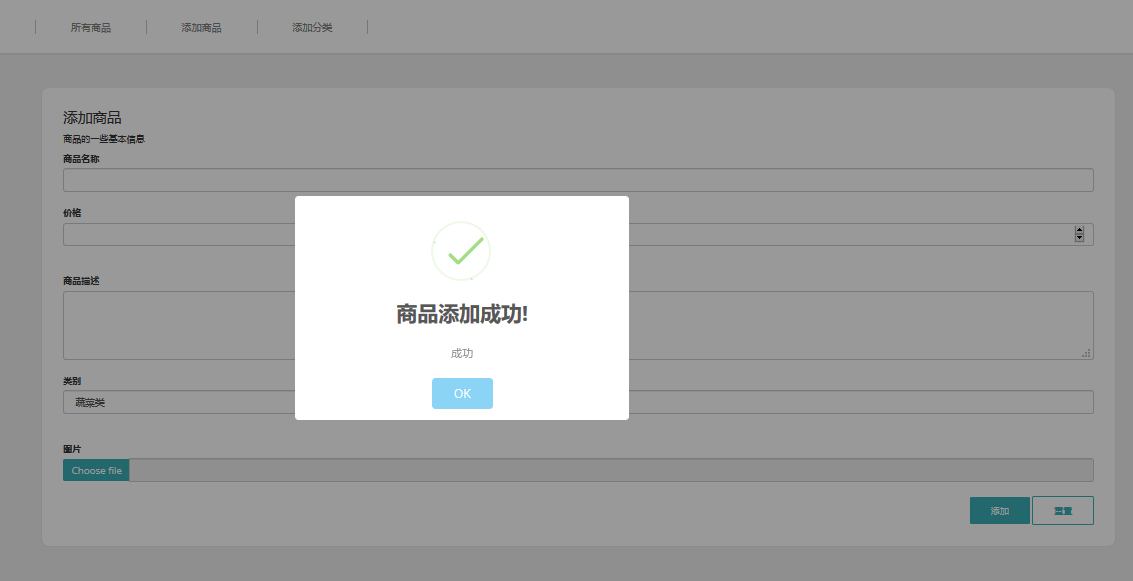 所有商品 添加商品 添加分类
添加商品
商品的一些基本信息
商品名称
价格
商品描述
商品添加成功!
成功
OK
类别
蔬菜类
图片
Choose file
添加 重置